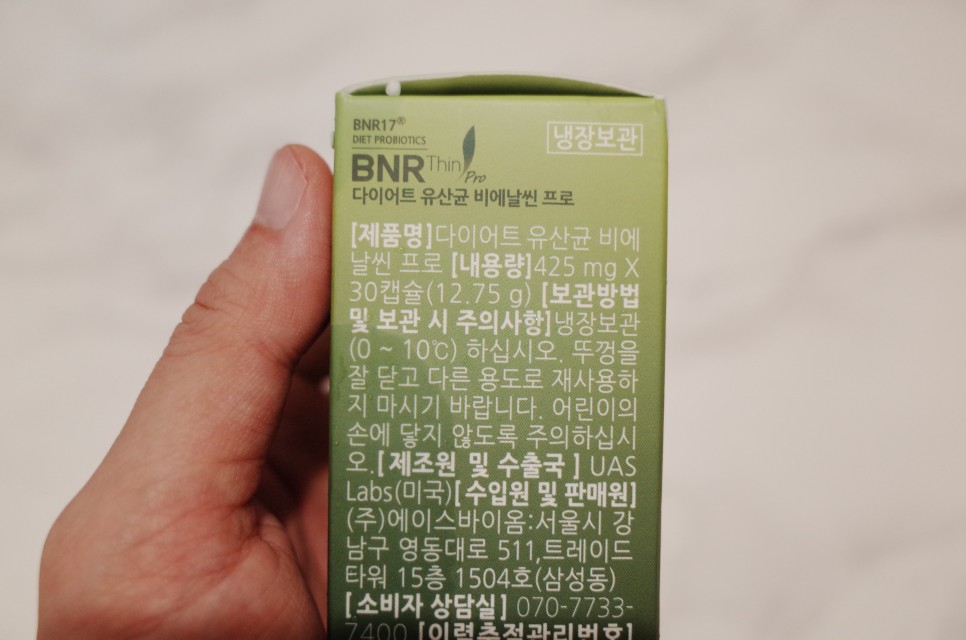 BNR17®
DIET PROBIOTICS
BNR Thin Pro
냉장보관
다이어트 유산균 비에날씬 프로
[제품명]다이어트 유산균 비에
날씬 프로 [내용량]425 mg X
30캡슐(12.75 g) [보관방법
및 보관 시 주의사항]냉장보관
(0 ~ 10℃) 하십시오. 뚜껑을
잘 닫고 다른 용도로 재사용하
지 마시기 바랍니다. 어린이의
손에 닿지 않도록 주의하십시
오.[제조원 및 수출국] UAS
Labs(미국)[수입원 및 판매원]
(주)에이스바이옴:서울시 강
남구 영동대로 511,트레이드
타워 15층 1504호(삼성동)
[소비자 상담실] 070-7733-
7400 [이력추적관리번호]